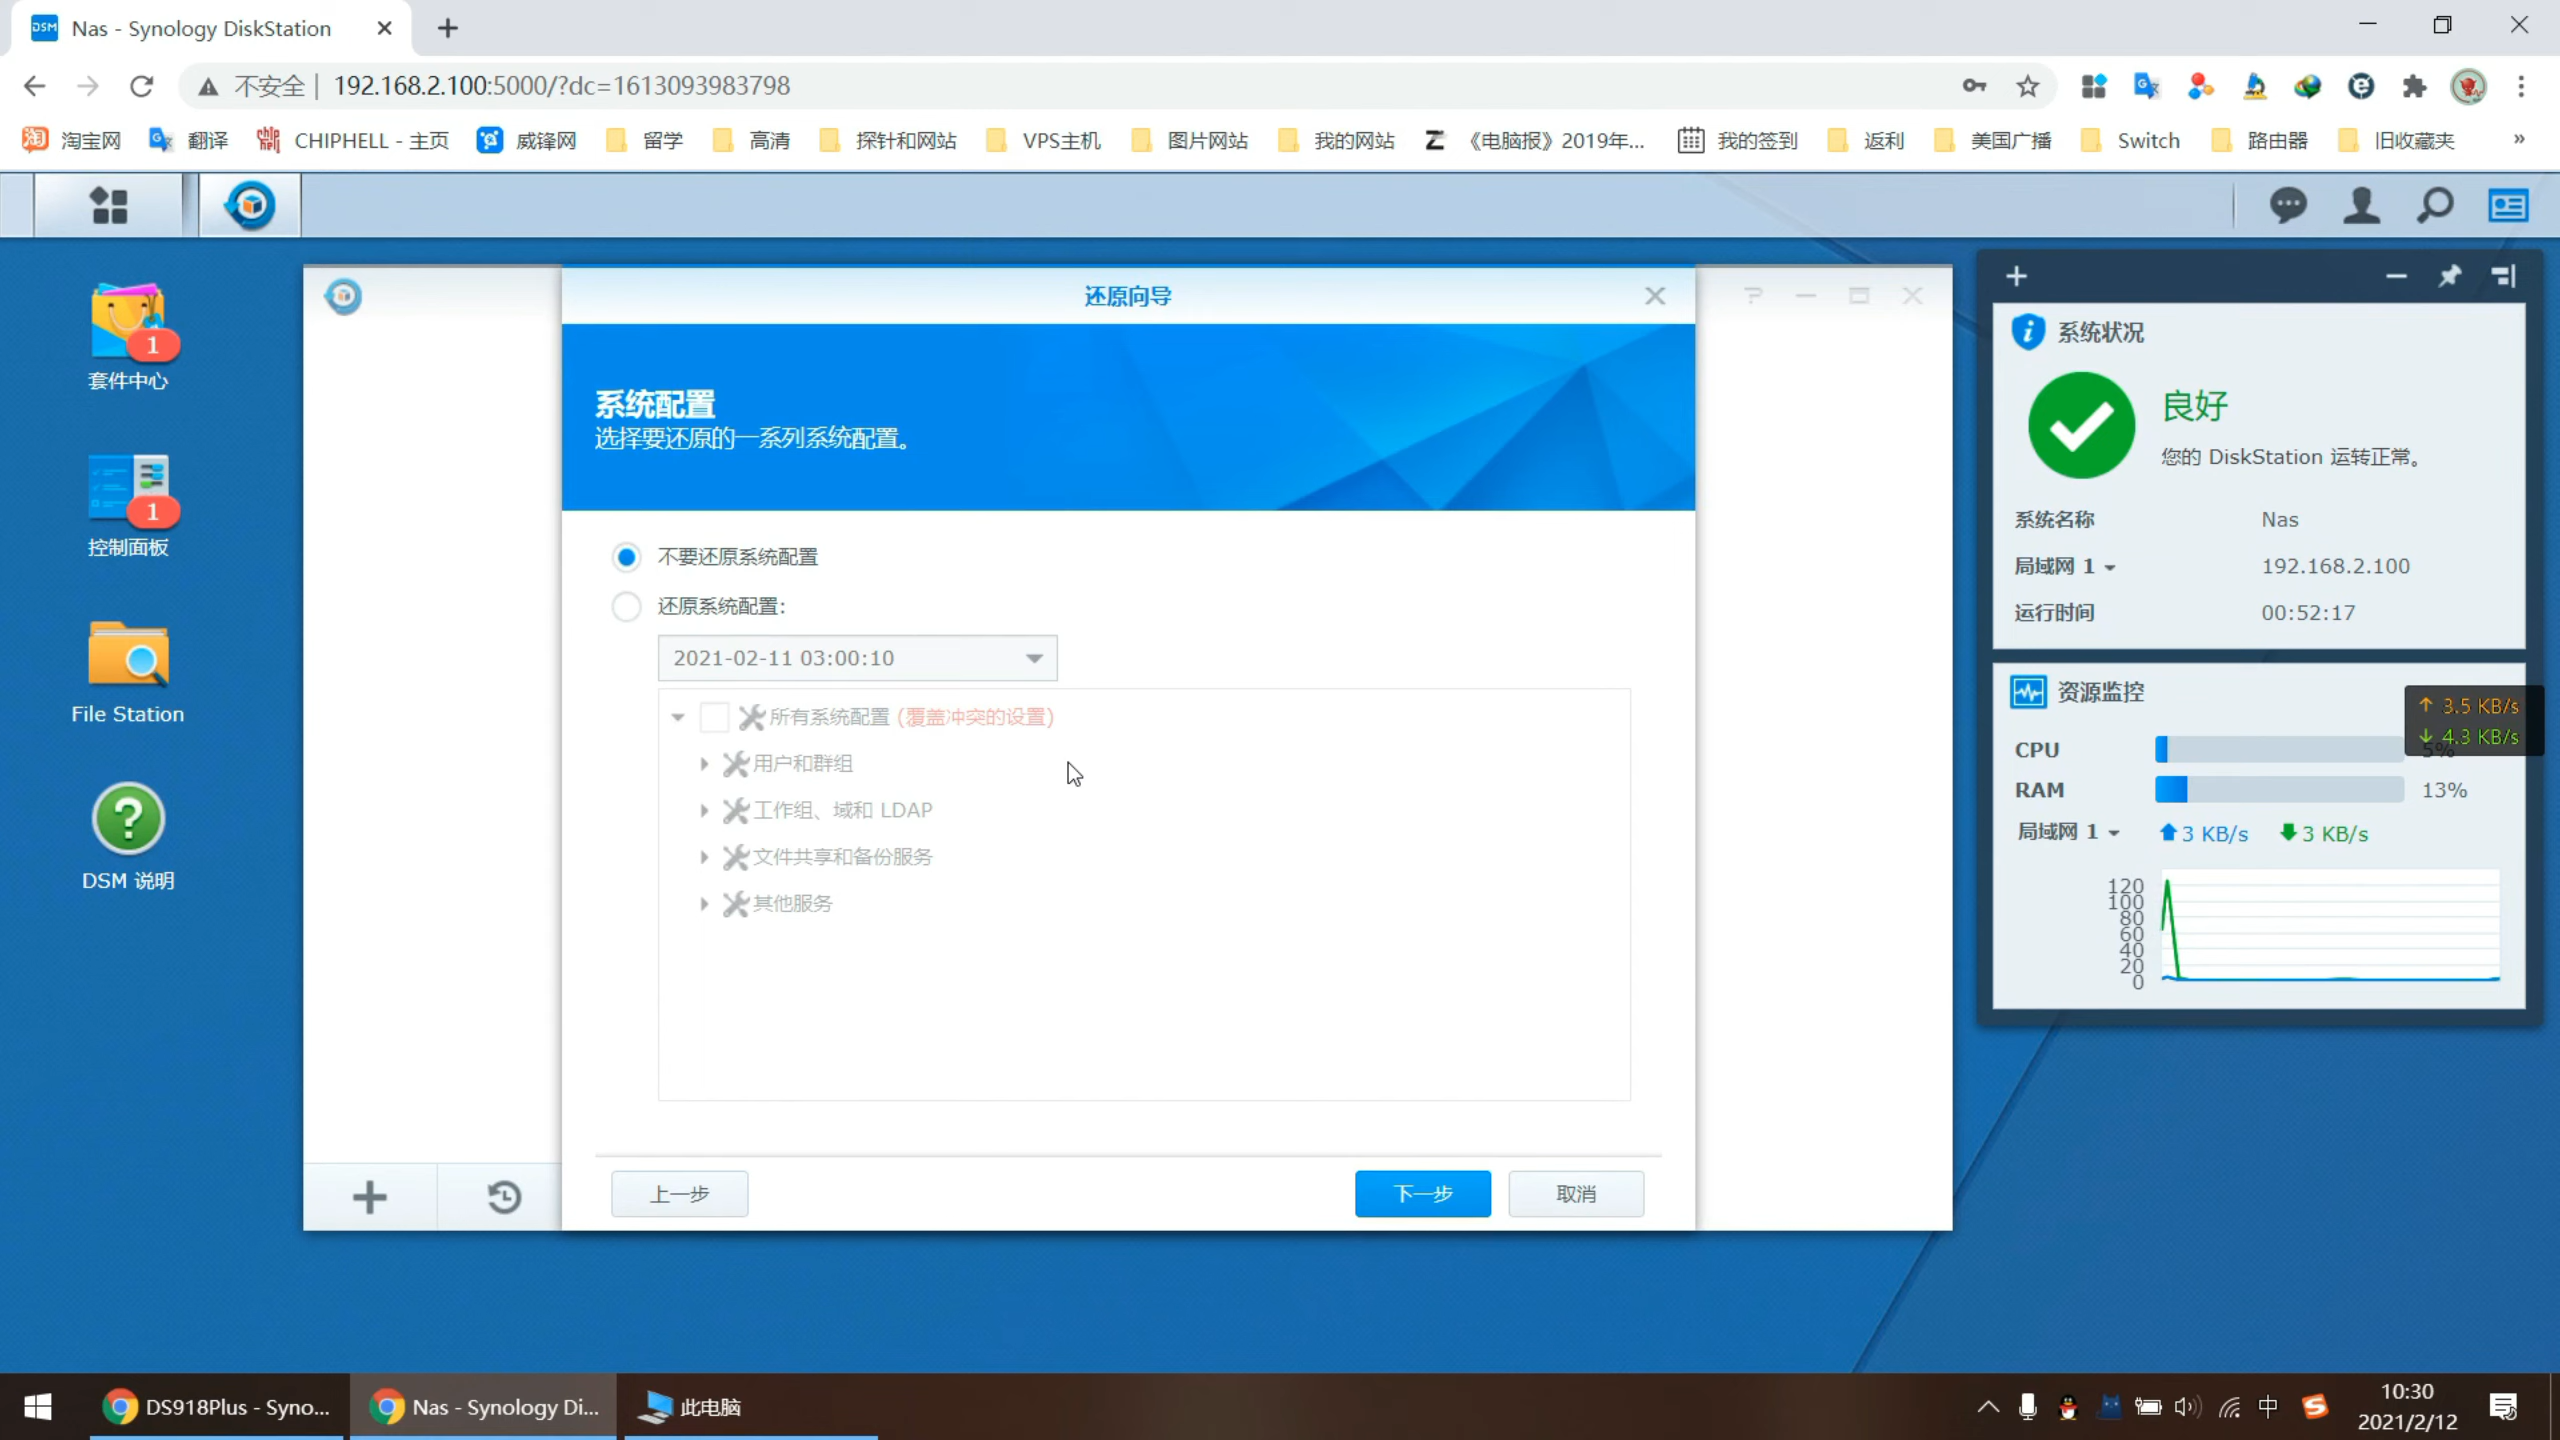 Nas - Synology DiskStation
不安全 | 192.168.2.100:5000/?dc=1613093983798
淘宝网 翻译 CHIPHELL - 主页 威锋网 留学 高清 探针和网站 VPS主机 图片网站 我的网站 《电脑报》2019年... 我的签到 返利 美国广播 Switch 路由器 旧收藏夹 »
1
套件中心
1
控制面板
File Station
DSM 说明
还原向导
系统配置
选择要还原的一系列系统配置。
不要还原系统配置
还原系统配置:
2021-02-11 03:00:10
所有系统配置 (覆盖冲突的设置)
用户和群组
工作组、域和 LDAP
文件共享和备份服务
其他服务
上一步
下一步
取消
系统状况
良好
您的 DiskStation 运转正常。
系统名称 Nas
局域网 1 192.168.2.100
运行时间 00:52:17
资源监控
3.5 KB/s
4.3 KB/s
CPU 5%
RAM 13%
局域网 1 3 KB/s 3 KB/s
120
100
80
60
40
20
0
DS918Plus - Syno...
Nas - Synology Di...
此电脑
中
10:30
2021/2/12